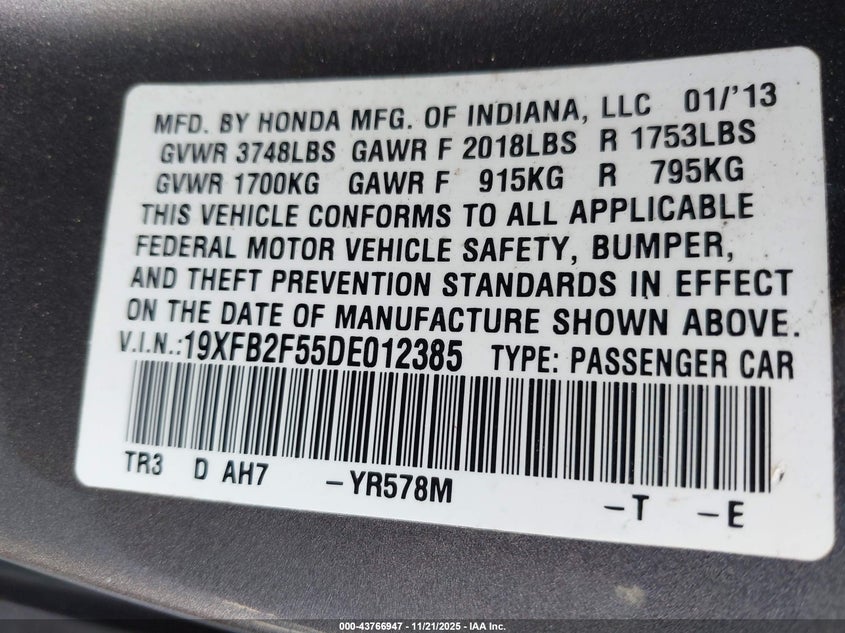 MFD. BY HONDA MFG. OF INDIANA, LLC 01/'13
GVWR 3748LBS GAWR F 2018LBS R 1753LBS
GVWR 1700KG GAWR F 915KG R 795KG
THIS VEHICLE CONFORMS TO ALL APPLICABLE
FEDERAL MOTOR VEHICLE SAFETY, BUMPER,
AND THEFT PREVENTION STANDARDS IN EFFECT
ON THE DATE OF MANUFACTURE SHOWN ABOVE.
V.I.N.:19XFB2F55DE012385 TYPE: PASSENGER CAR
TR3 D AH7 -YR578M -T -E
000-43766947 - 11/21/2025 - IAA Inc.